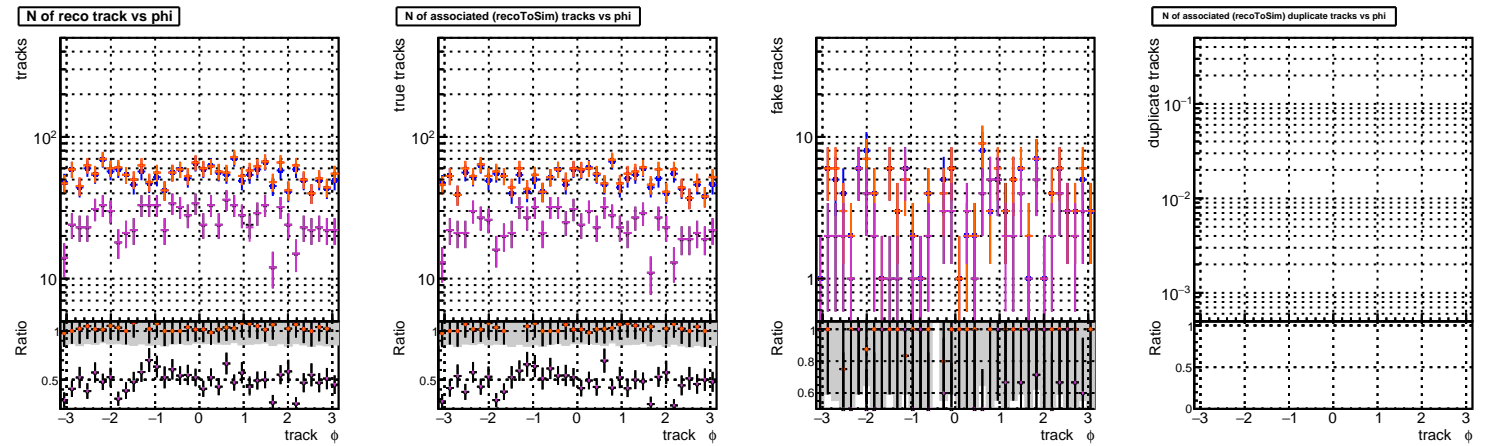 N of reco track vs phi
tracks
10²
10
Ratio
1
0.5
−3 −2 −1 0 1 2 3
track ϕ
N of associated (recoToSim) tracks vs phi
true tracks
10²
10
Ratio
1
0.5
−3 −2 −1 0 1 2 3
track ϕ
fake tracks
10
1
Ratio
1
0.8
0.6
−3 −2 −1 0 1 2 3
track ϕ
N of associated (recoToSim) duplicate tracks vs phi
duplicate tracks
10⁻¹
10⁻²
10⁻³
Ratio
1
0.5
0
−3 −2 −1 0 1 2 3
track ϕ